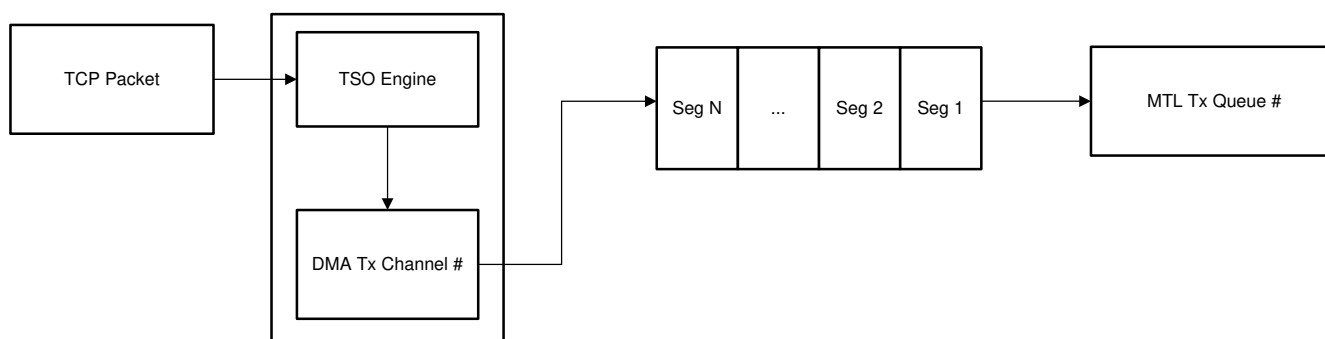 TCP Packet
TSO Engine
DMA Tx Channel #
Seg N
...
Seg 2
Seg 1
MTL Tx Queue #